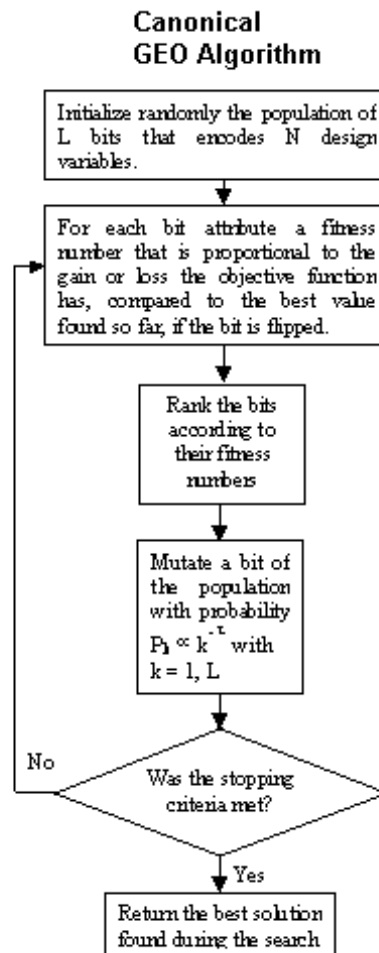 Canonical
GEO Algorithm
Initialize randomly the population of
L bits that encodes N design
variables.
For each bit attribute a fitness
number that is proportional to the
gain or loss the objective function
has, compared to the best value
found so far, if the bit is flipped.
Rank the bits
according to
their fitness
numbers
Mutate a bit of
the population
with probability
Pₖ ∝ k^-τ with
k = 1, L
No
Was the stopping
criteria met?
Yes
Return the best solution
found during the search